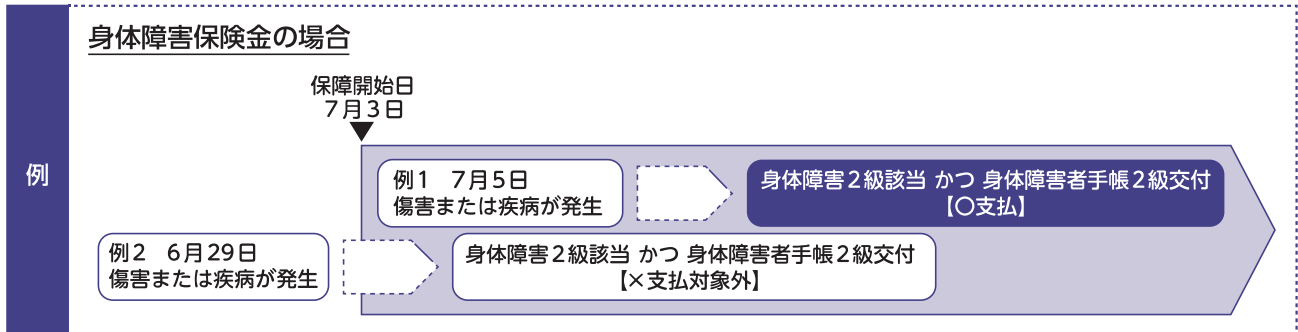 例
身体障害保険金の場合
保障開始日
7月3日
例1　7月5日
傷害または疾病が発生
身体障害2級該当 かつ 身体障害者手帳2級交付
【〇支払】
例2　6月29日
傷害または疾病が発生
身体障害2級該当 かつ 身体障害者手帳2級交付
【×支払対象外】